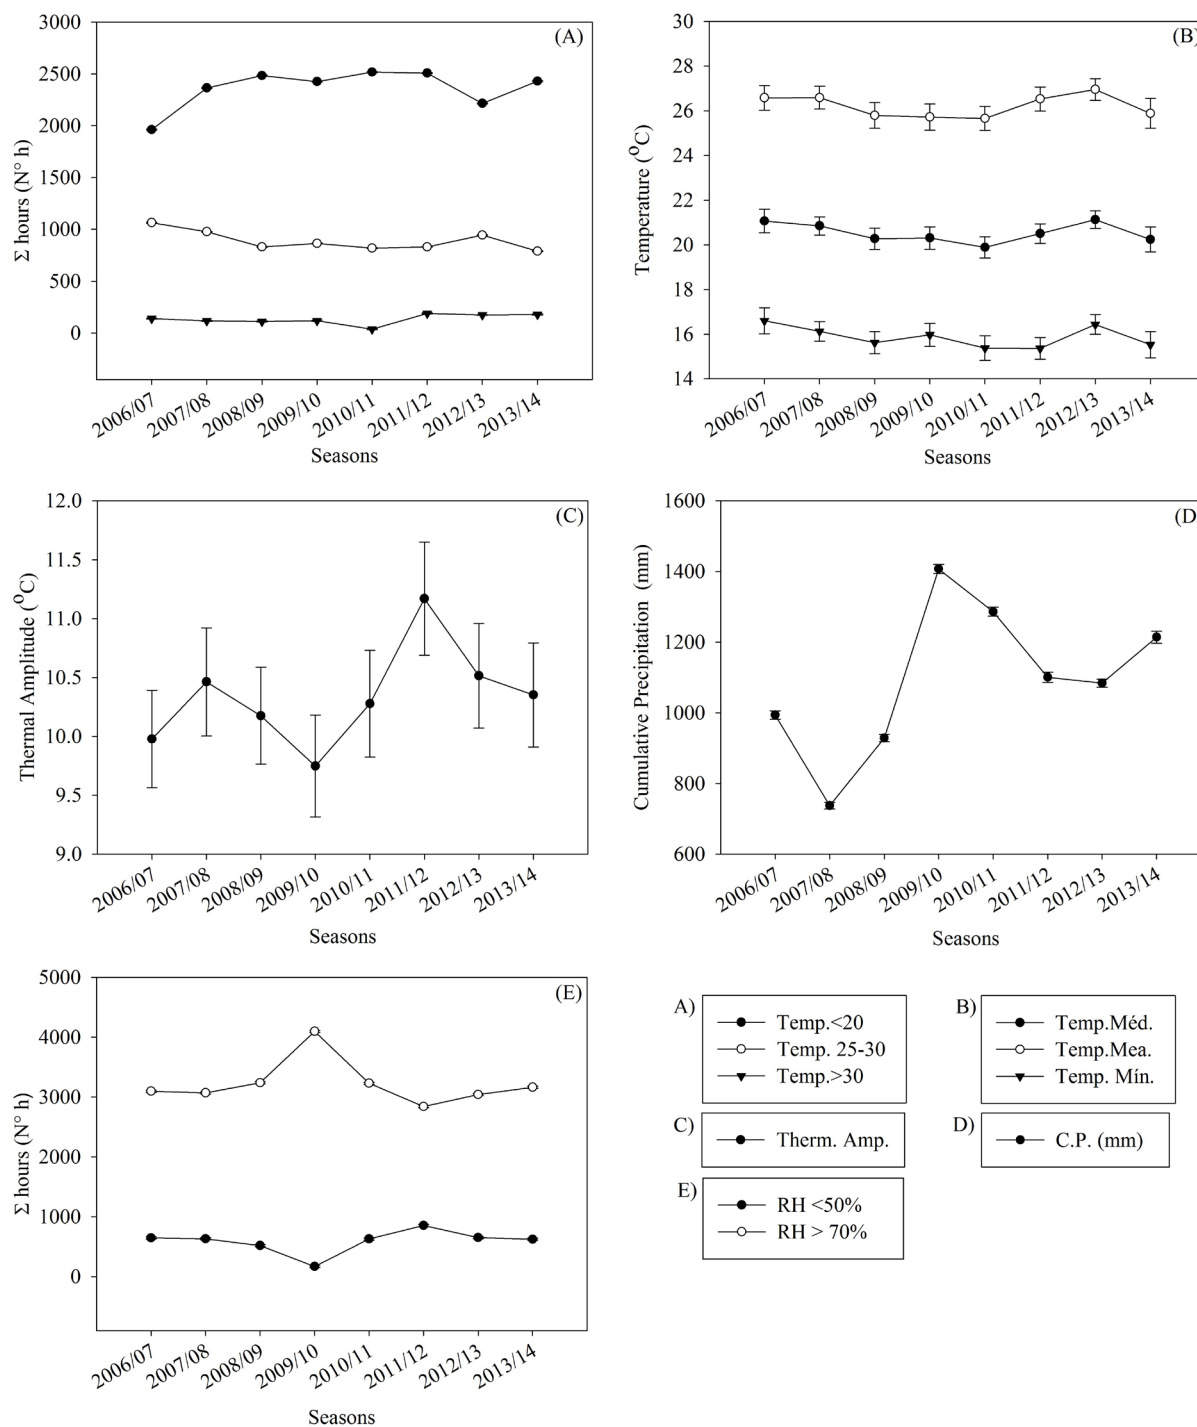 (A)
3000
2500
2000
1500
1000
500
0
Σ hours (N° h)
2006/07
2007/08
2008/09
2009/10
2010/11
2011/12
2012/13
2013/14
Seasons
(B)
30
28
26
24
22
20
18
16
14
Temperature (ºC)
2006/07
2007/08
2008/09
2009/10
2010/11
2011/12
2012/13
2013/14
Seasons
(C)
12.0
11.5
11.0
10.5
10.0
9.5
9.0
Thermal Amplitude (ºC)
2006/07
2007/08
2008/09
2009/10
2010/11
2011/12
2012/13
2013/14
Seasons
(D)
1600
1400
1200
1000
800
600
Cumulative Precipitation (mm)
2006/07
2007/08
2008/09
2009/10
2010/11
2011/12
2012/13
2013/14
Seasons
(E)
5000
4000
3000
2000
1000
0
Σ hours (N° h)
2006/07
2007/08
2008/09
2009/10
2010/11
2011/12
2012/13
2013/14
Seasons
A)
Temp.<20
Temp. 25-30
Temp.>30
B)
Temp.Méd.
Temp.Mea.
Temp. Mín.
C)
Therm. Amp.
D)
C.P. (mm)
E)
RH <50%
RH > 70%